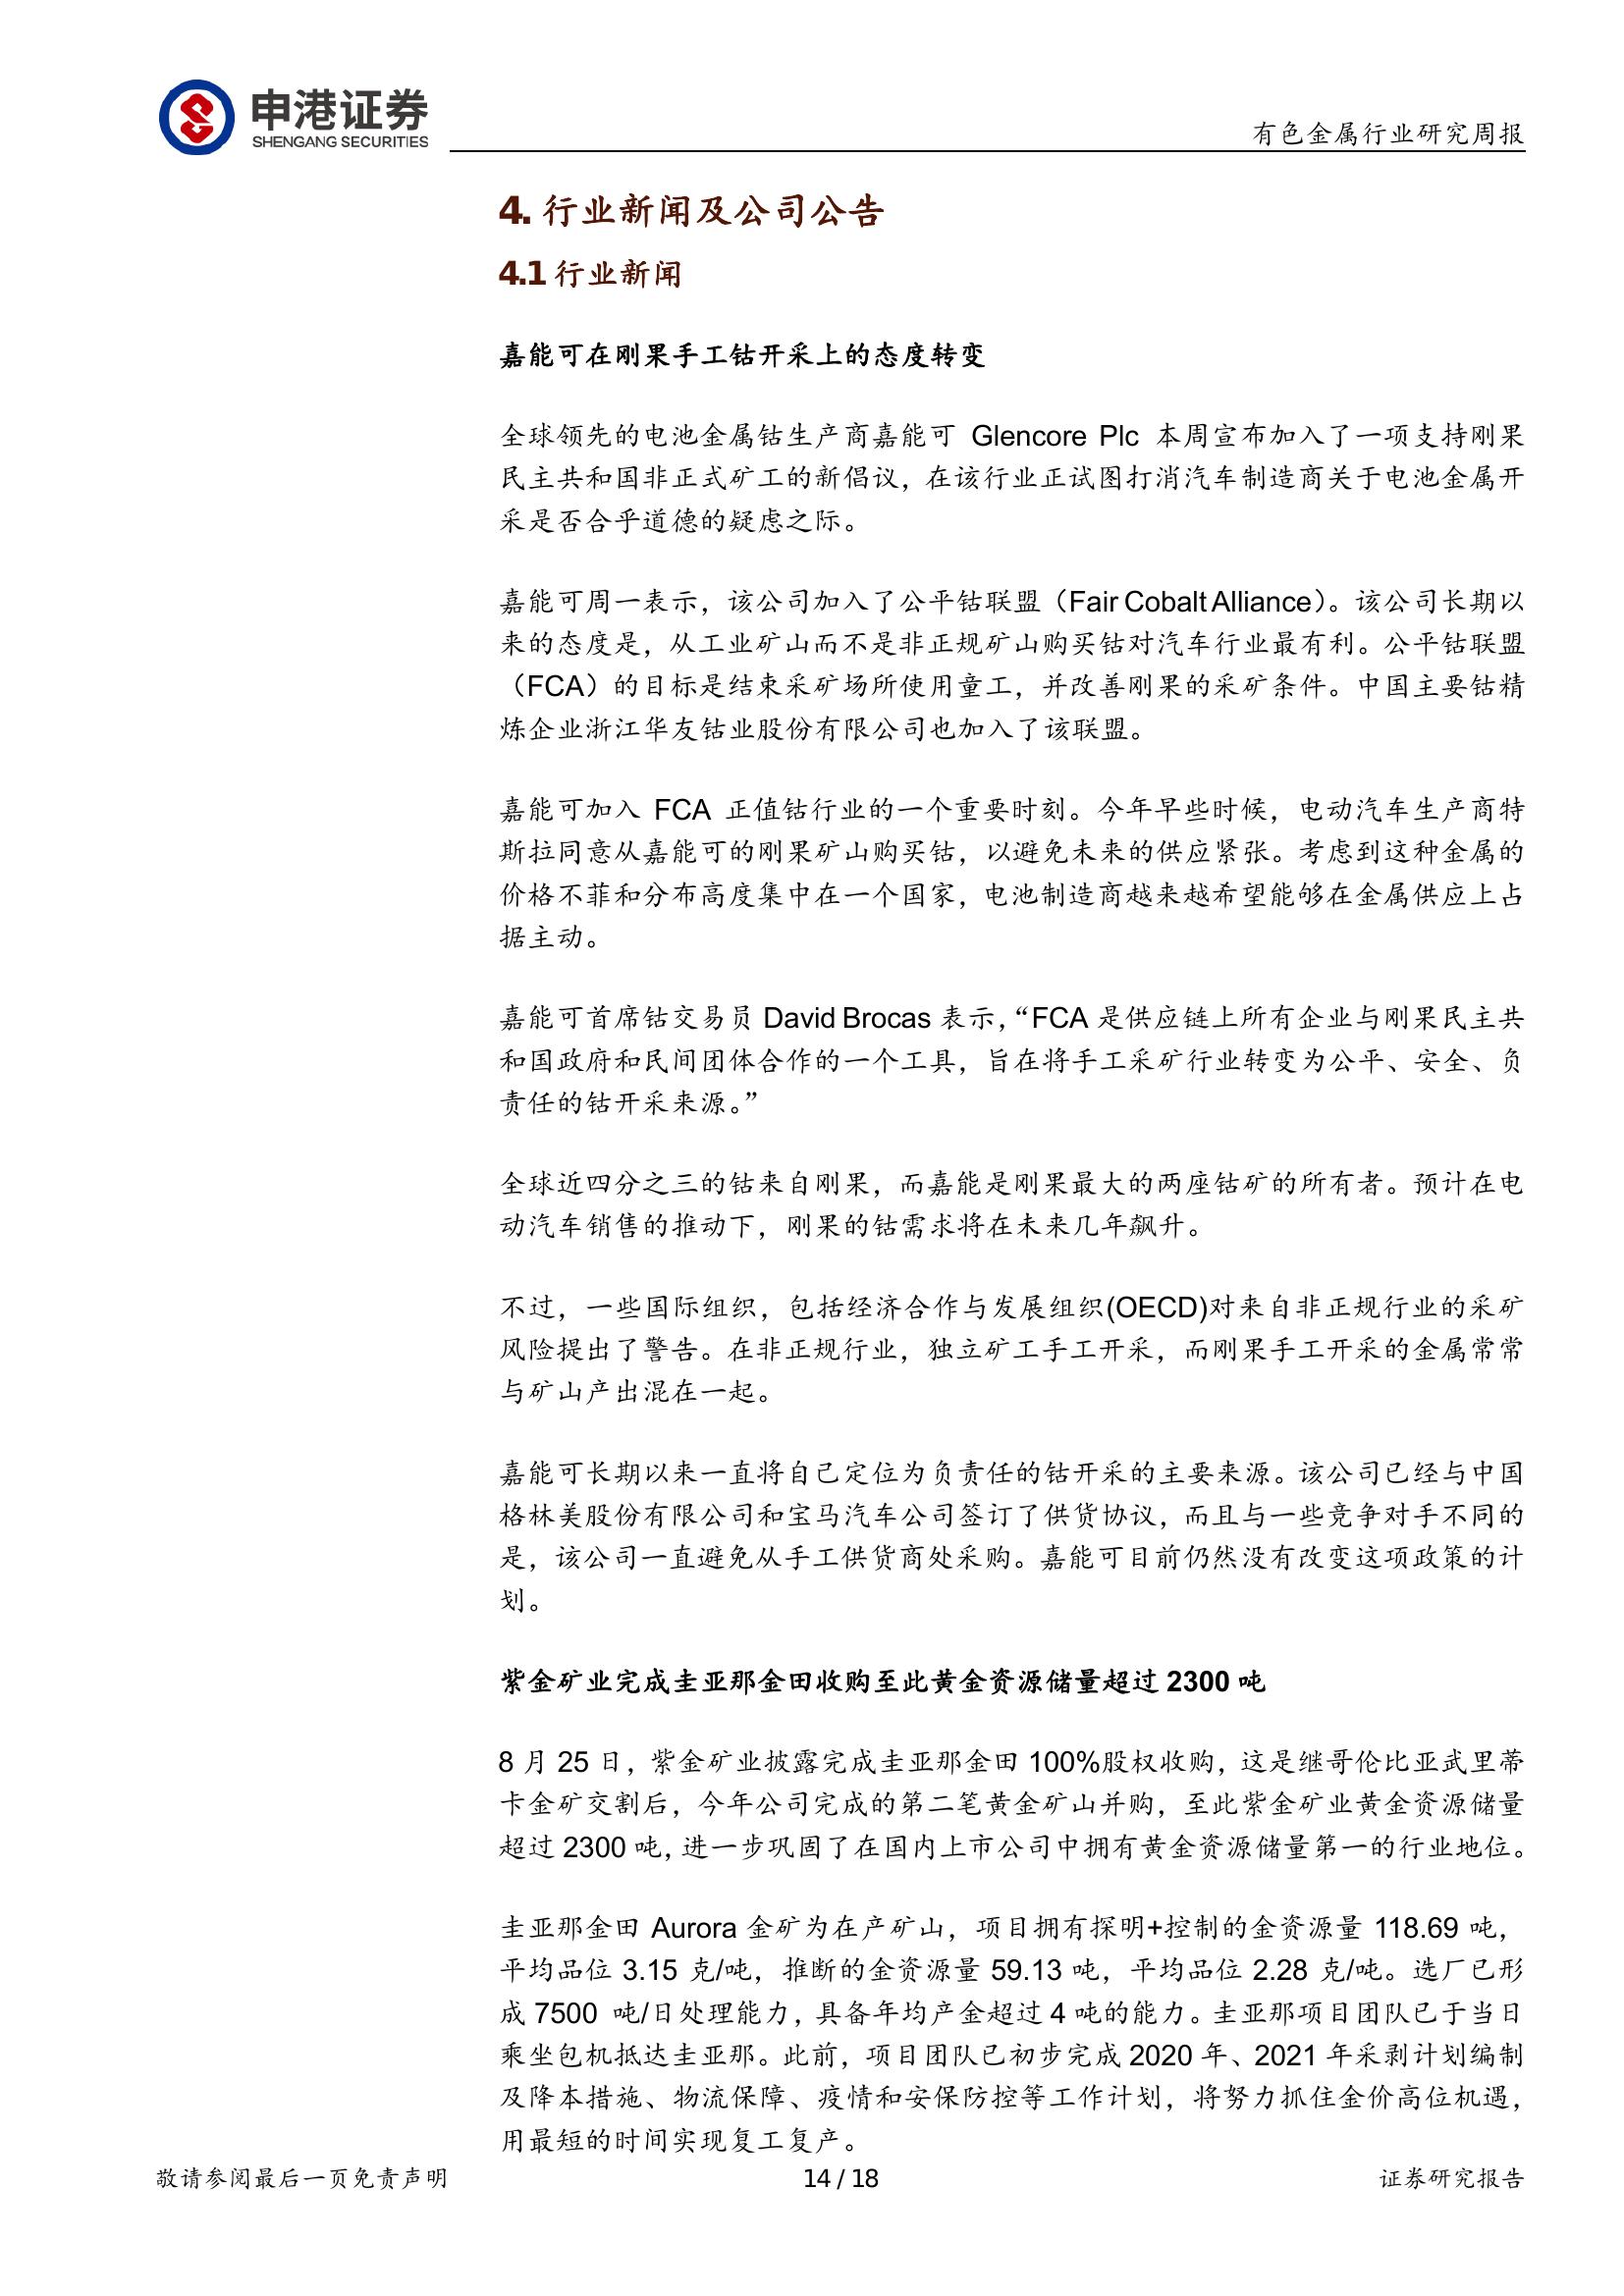 申港证券
SHENGANG SECURITIES
有色金属行业研究周报
4. 行业新闻及公司公告
4.1 行业新闻
嘉能可在刚果手工钴开采上的态度转变
全球领先的电池金属钴生产商嘉能可 Glencore Plc 本周宣布加入了一项支持刚果
民主共和国非正式矿工的新倡议，在该行业正试图打消汽车制造商关于电池金属开
采是否合乎道德的疑虑之际。
嘉能可周一表示，该公司加入了公平钴联盟（Fair Cobalt Alliance）。该公司长期以
来的态度是，从工业矿山而不是非正规矿山购买钴对汽车行业最有利。公平钴联盟
（FCA）的目标是结束采矿场所使用童工，并改善刚果的采矿条件。中国主要钴精
炼企业浙江华友钴业股份有限公司也加入了该联盟。
嘉能可加入 FCA 正值钴行业的一个重要时刻。今年早些时候，电动汽车生产商特
斯拉同意从嘉能可的刚果矿山购买钴，以避免未来的供应紧张。考虑到这种金属的
价格不菲和分布高度集中在一个国家，电池制造商越来越希望能够在金属供应上占
据主动。
嘉能可首席钴交易员 David Brocas 表示，“FCA 是供应链上所有企业与刚果民主共
和国政府和民间团体合作的一个工具，旨在将手工采矿行业转变为公平、安全、负
责任的钴开采来源。”
全球近四分之三的钴来自刚果，而嘉能是刚果最大的两座钴矿的所有者。预计在电
动汽车销售的推动下，刚果的钴需求将在未来几年飙升。
不过，一些国际组织，包括经济合作与发展组织(OECD)对来自非正规行业的采矿
风险提出了警告。在非正规行业，独立矿工手工开采，而刚果手工开采的金属常常
与矿山产出混在一起。
嘉能可长期以来一直将自己定位为负责任的钴开采的主要来源。该公司已经与中国
格林美股份有限公司和宝马汽车公司签订了供货协议，而且与一些竞争对手不同的
是，该公司一直避免从手工供货商处采购。嘉能可目前仍然没有改变这项政策的计
划。
紫金矿业完成圭亚那金田收购至此黄金资源储量超过 2300 吨
8 月 25 日，紫金矿业披露完成圭亚那金田 100%股权收购，这是继哥伦比亚武里蒂
卡金矿交割后，今年公司完成的第二笔黄金矿山并购，至此紫金矿业黄金资源储量
超过 2300 吨，进一步巩固了在国内上市公司中拥有黄金资源储量第一的行业地位。
圭亚那金田 Aurora 金矿为在产矿山，项目拥有探明+控制的金资源量 118.69 吨，
平均品位 3.15 克/吨，推断的金资源量 59.13 吨，平均品位 2.28 克/吨。选厂已形
成 7500 吨/日处理能力，具备年均产金超过 4 吨的能力。圭亚那项目团队已于当日
乘坐包机抵达圭亚那。此前，项目团队已初步完成 2020 年、2021 年采剥计划编制
及降本措施、物流保障、疫情和安保防控等工作计划，将努力抓住金价高位机遇，
用最短的时间实现复工复产。
敬请参阅最后一页免责声明
14 / 18
证券研究报告